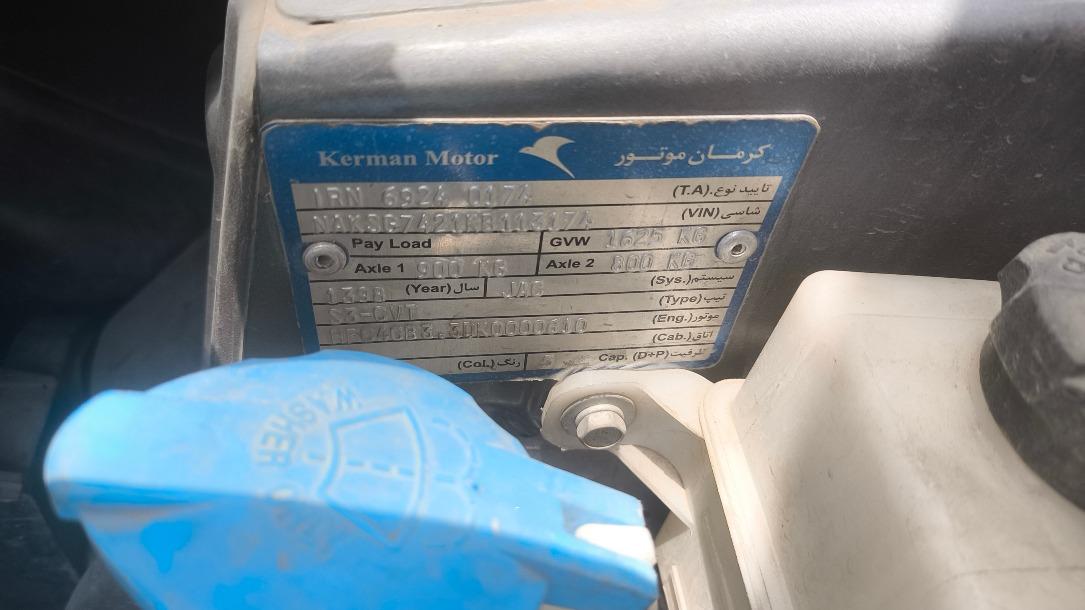 Kerman Motor کرمان موتور
IRN 6924 0174 تایید نوع.(T.A)
شاسی(VIN)
Pay Load GVW 1625 KG
Axle 1 900 KG Axle 2 800 KG
1398 سال(Year) JAC سیستم(Sys.)
S3-CVT تیپ(Type)
موتور(Eng.)
اتاق(Cab.)
رنگ(Col.) 5 Cap. (D+P)ظرفیت
WASHER